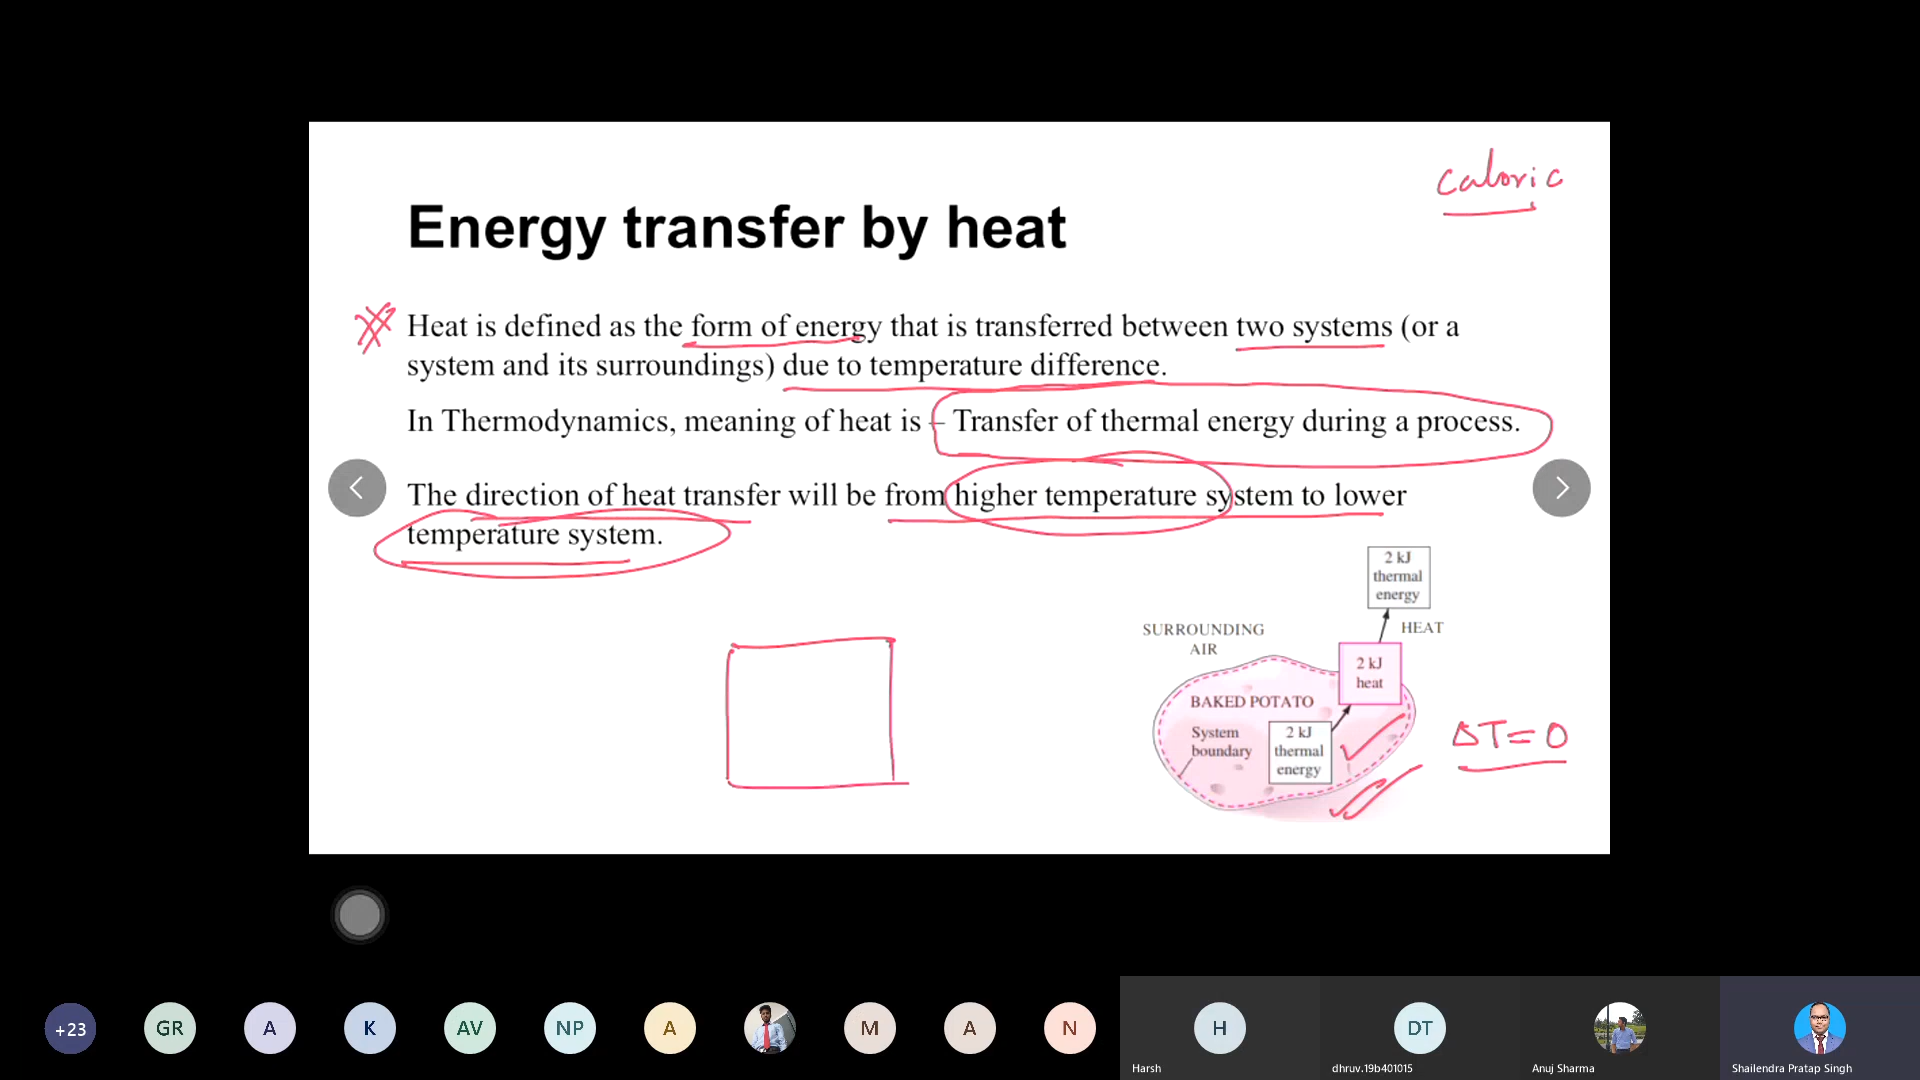 caloric
Energy transfer by heat
Heat is defined as the form of energy that is transferred between two systems (or a
system and its surroundings) due to temperature difference.
In Thermodynamics, meaning of heat is – Transfer of thermal energy during a process.
The direction of heat transfer will be from higher temperature system to lower
temperature system.
2 kJ
thermal
energy
SURROUNDING
AIR
HEAT
2 kJ
heat
BAKED POTATO
System
boundary
2 kJ
thermal
energy
ΔT = 0
+23
GR
A
K
AV
NP
A
M
A
N
H
DT
Harsh
dhruv.19b401015
Anuj Sharma
Shailendra Pratap Singh